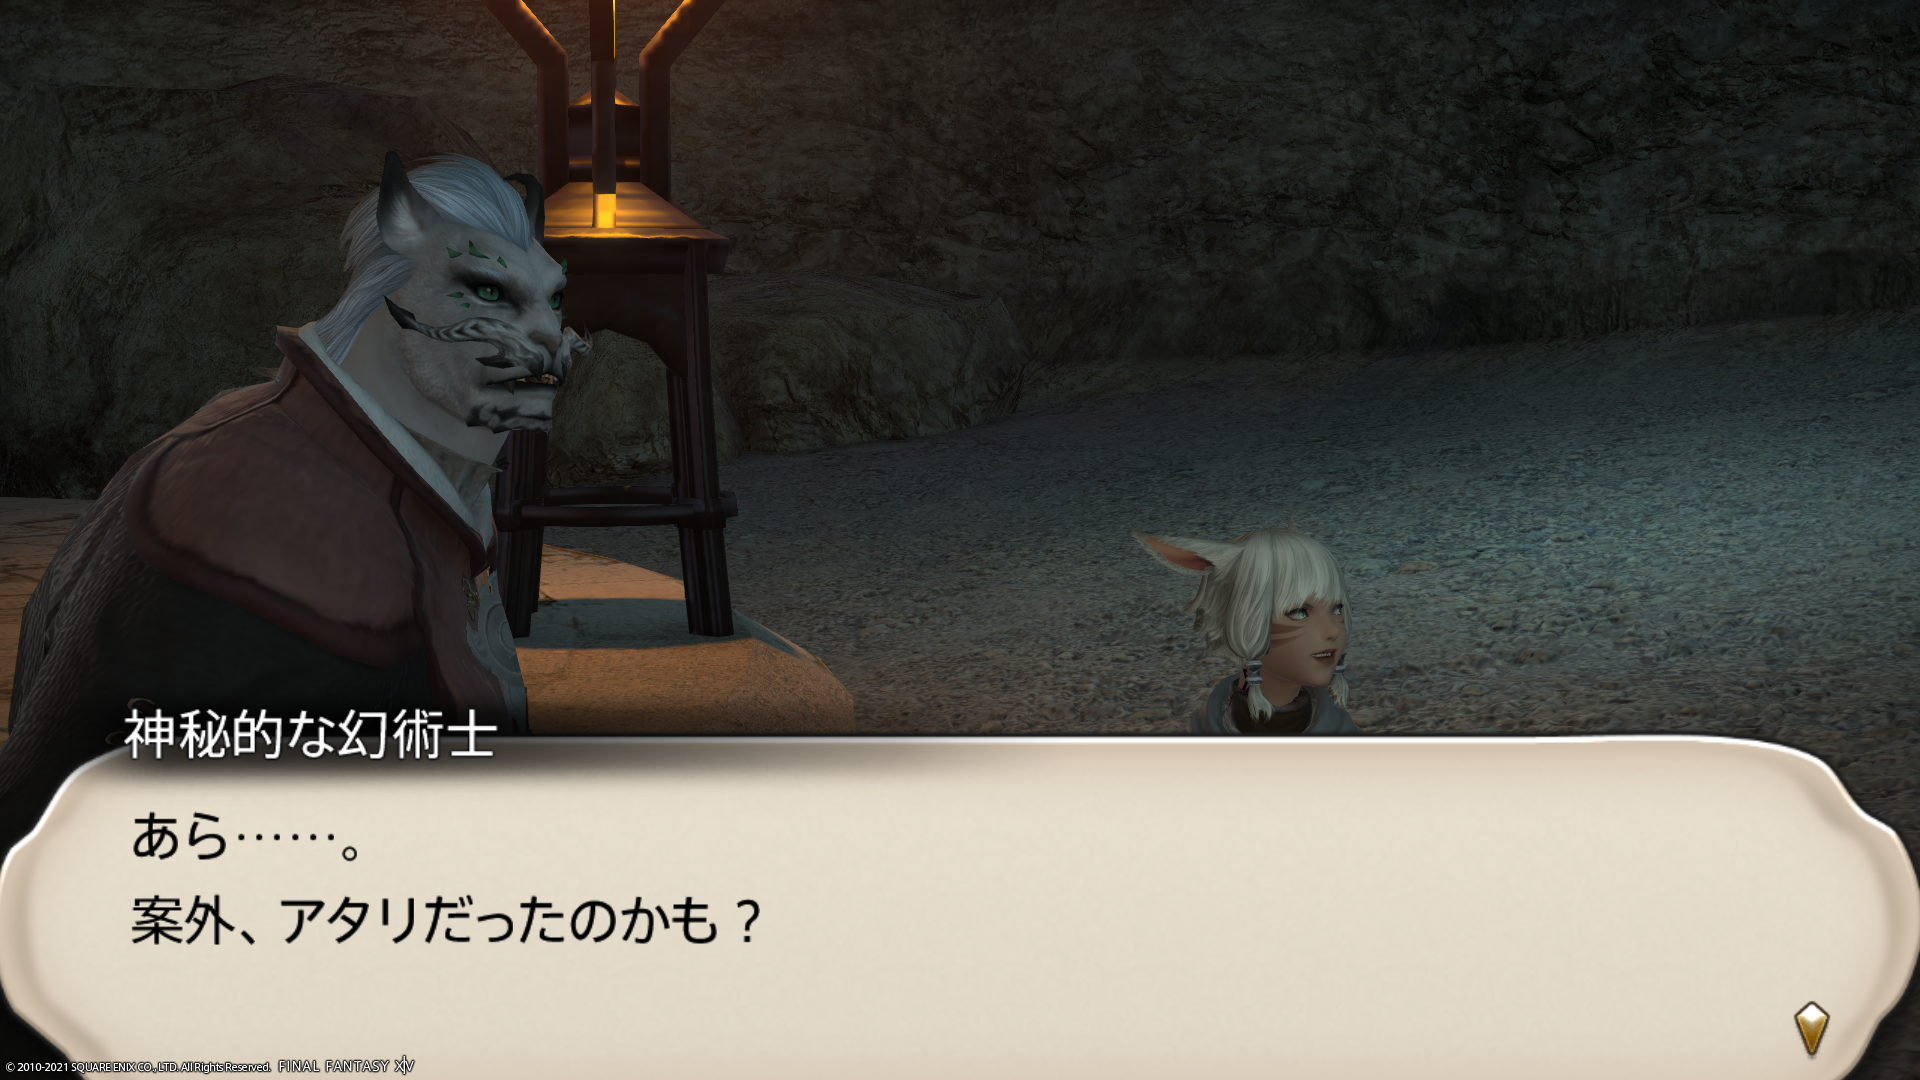 神秘的な幻術士
あら……。
案外、アタリだったのかも？
© 2010-2021 SQUARE ENIX CO., LTD. All Rights Reserved. FINAL FANTASY XIV